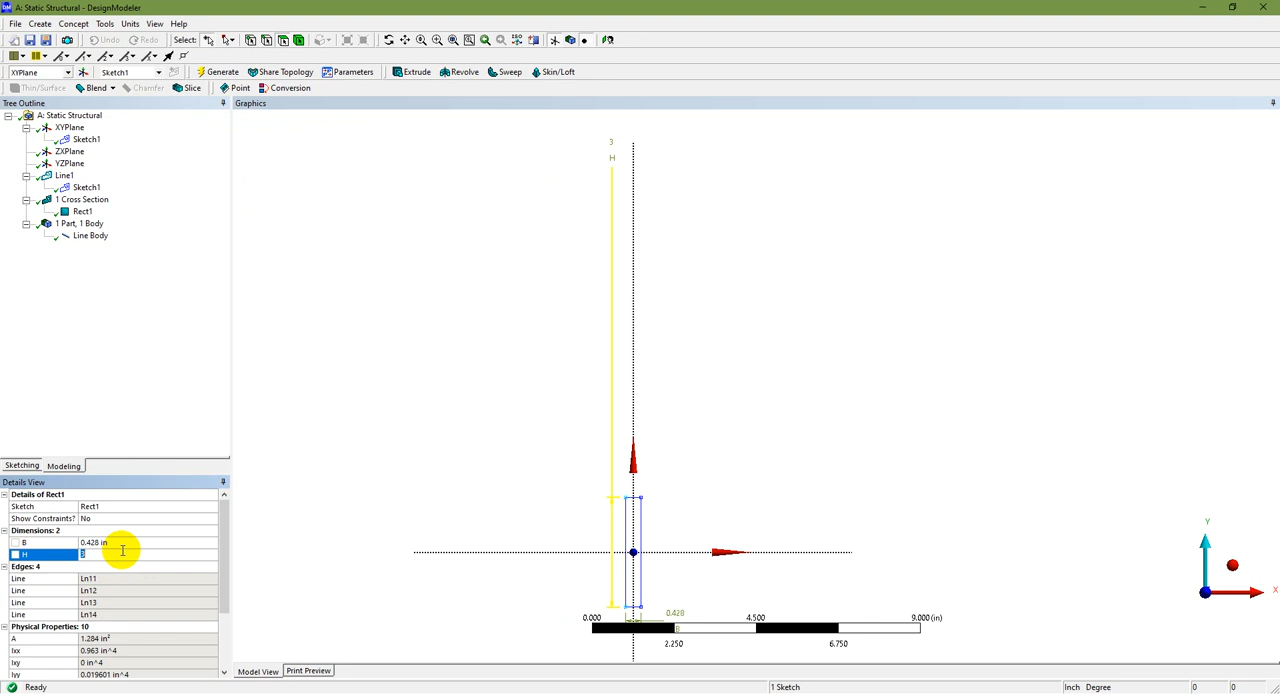 A: Static Structural - DesignModeler
File Create Concept Tools Units View Help
Undo Redo Select:
XYPlane Sketch1 Generate Share Topology Parameters Extrude Revolve Sweep Skin/Loft
Thin/Surface Blend Chamfer Slice Point Conversion
Tree Outline
Graphics
A: Static Structural
XYPlane
Sketch1
ZXPlane
YZPlane
Line1
Sketch1
1 Cross Section
Rect1
1 Part, 1 Body
Line Body
3
H
Sketching Modeling
Details View
Details of Rect1
Sketch Rect1
Show Constraints? No
Dimensions: 2
B 0.428 in
H 3
Edges: 4
Line Ln11
Line Ln12
Line Ln13
Line Ln14
Physical Properties: 10
A 1.284 in²
Ixx 0.963 in^4
Ixy 0 in^4
Iyy 0.019601 in^4
0.428
B
0.000 4.500 9.000 (in)
2.250 6.750
Y
X
Model View Print Preview
Ready 1 Sketch Inch Degree 0 0